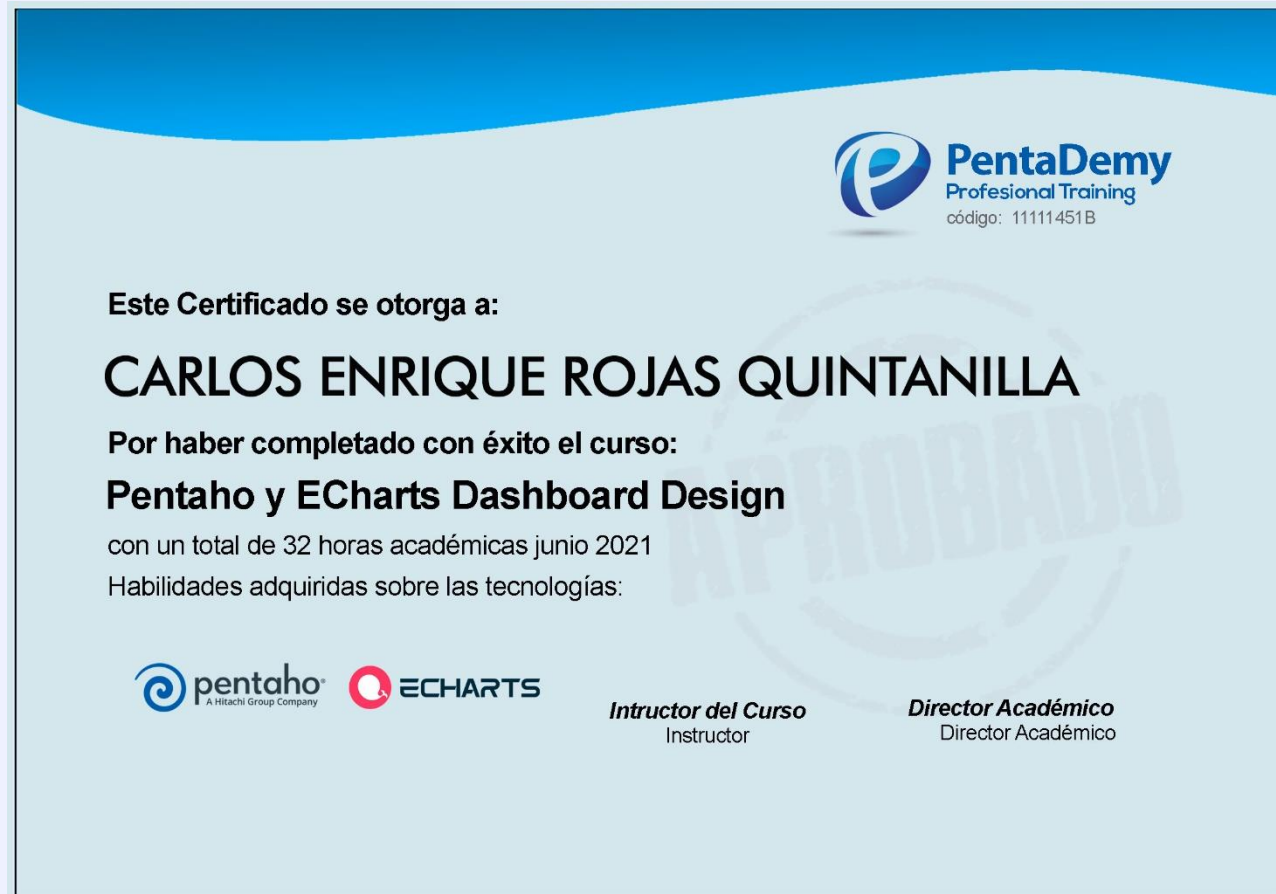 PentaDemy
Profesional Training
código: 11111451B
Este Certificado se otorga a:
CARLOS ENRIQUE ROJAS QUINTANILLA
Por haber completado con éxito el curso:
Pentaho y ECharts Dashboard Design
con un total de 32 horas académicas junio 2021
Habilidades adquiridas sobre las tecnologías:
APROBADO
pentaho®
A Hitachi Group Company
ECHARTS
Intructor del Curso
Instructor
Director Académico
Director Académico